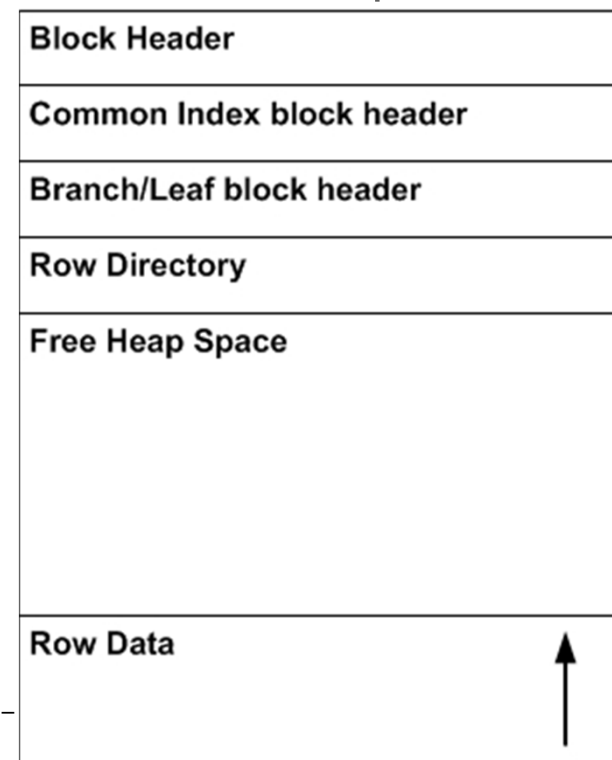 Block Header
Common Index block header
Branch/Leaf block header
Row Directory
Free Heap Space
Row Data